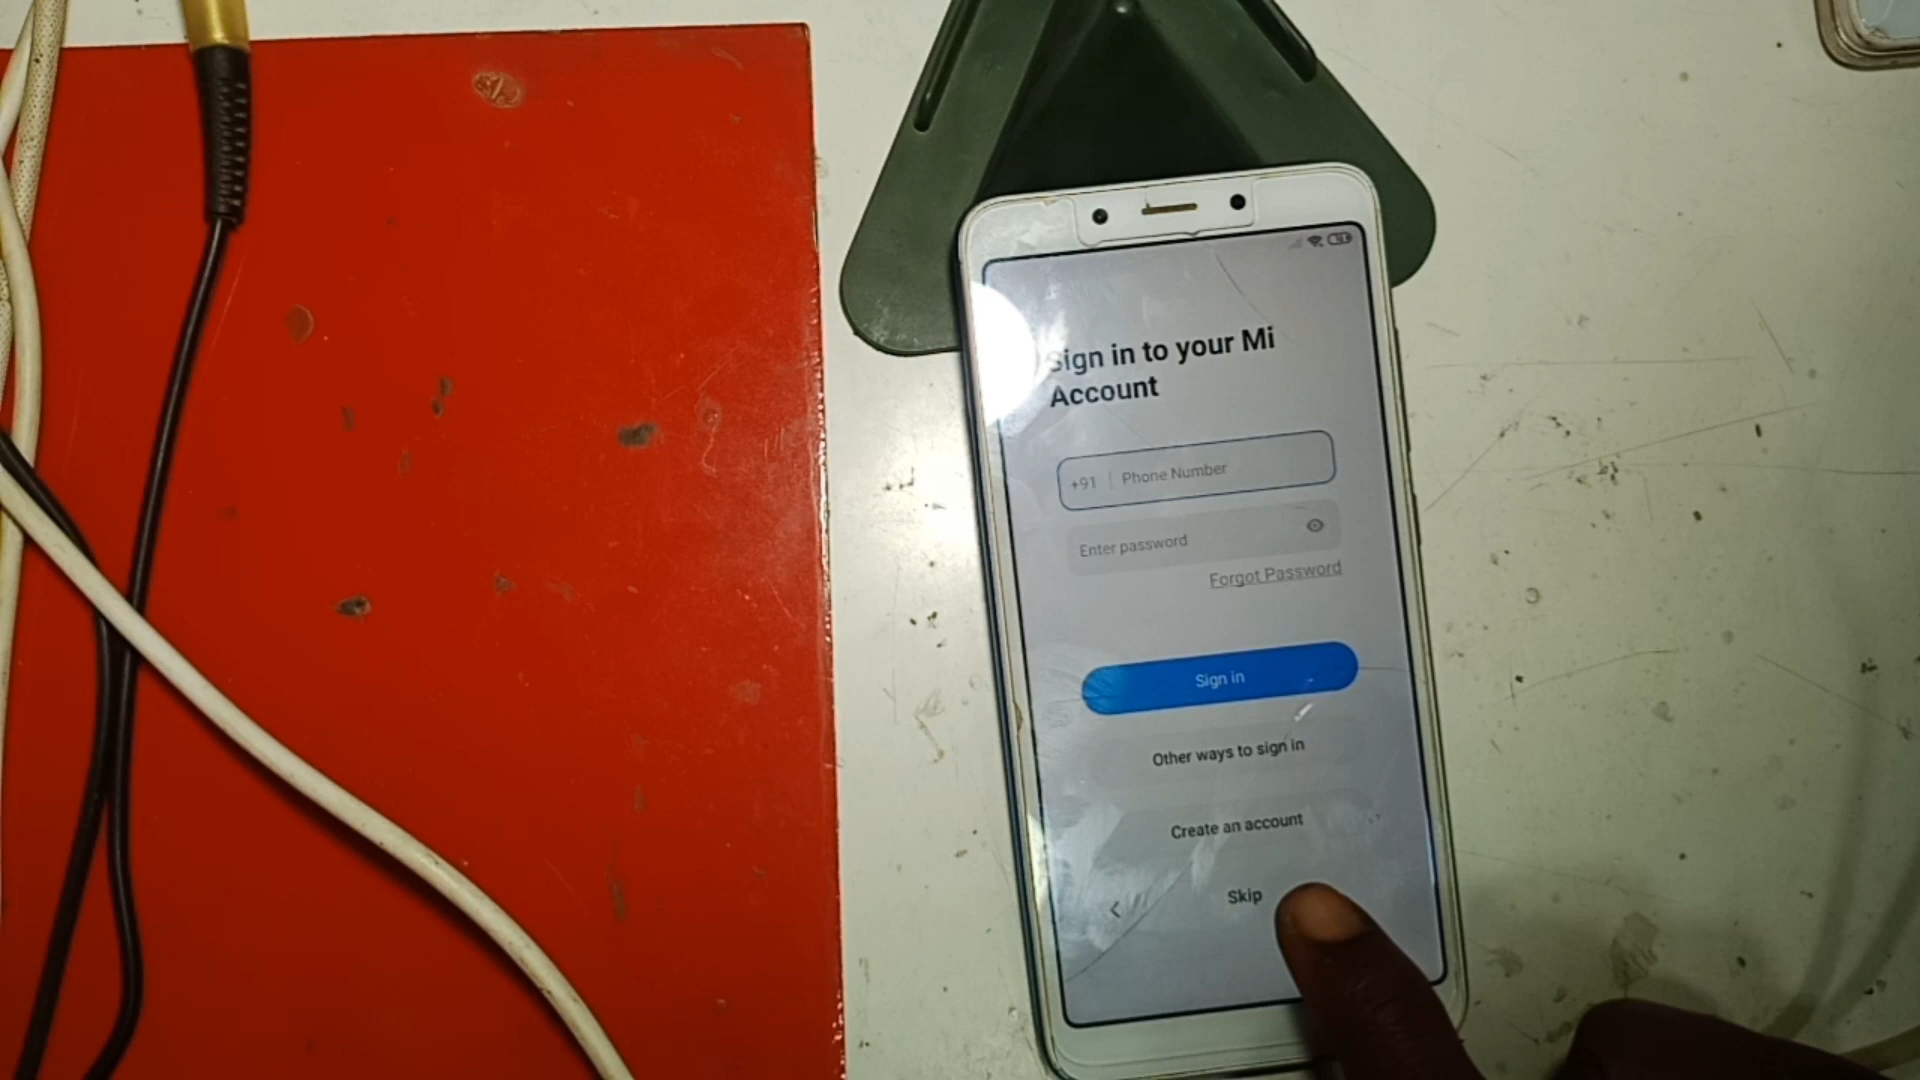 Sign in to your Mi
Account
+91 Phone Number
Enter password
Forgot Password
Sign in
Other ways to sign in
Create an account
Skip